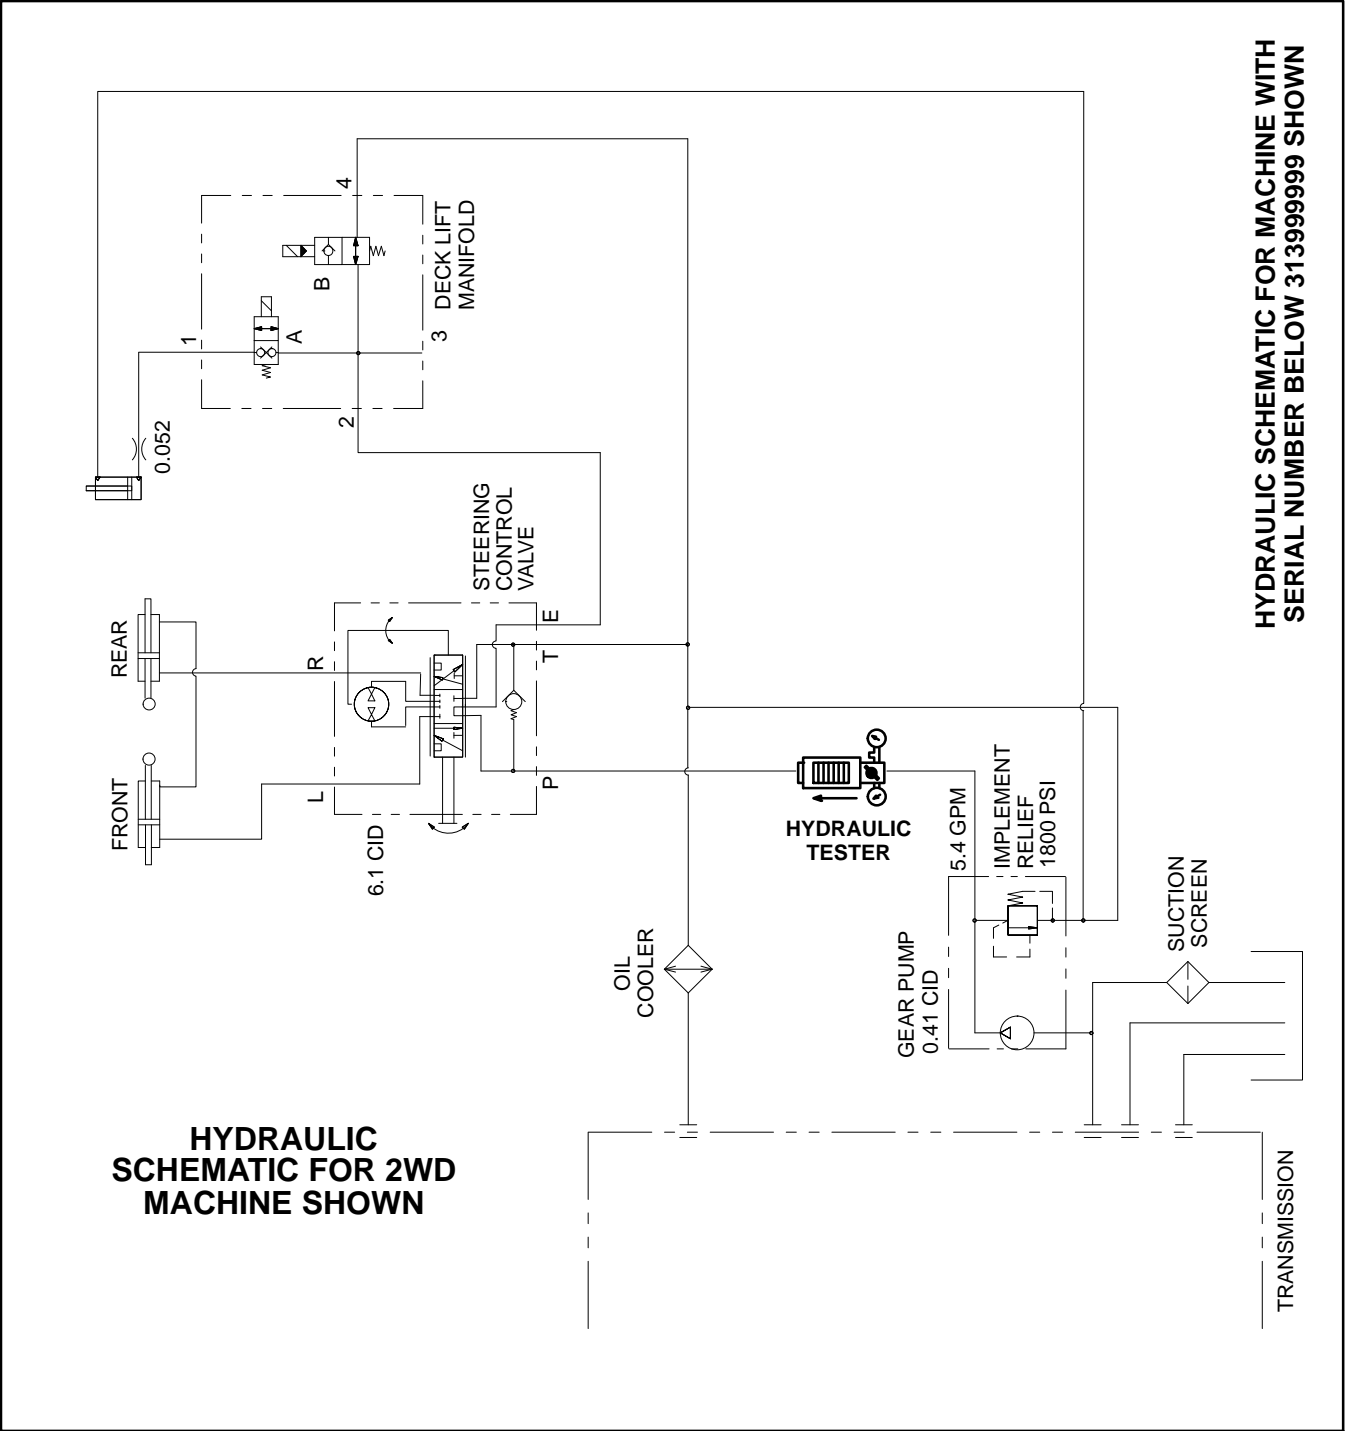 HYDRAULIC SCHEMATIC FOR MACHINE WITH
SERIAL NUMBER BELOW 313999999 SHOWN
4
DECK LIFT
MANIFOLD
B
1
A
3
2
0.052
STEERING
CONTROL
VALVE
REAR
FRONT
R
L
E
T
P
6.1 CID
HYDRAULIC
TESTER
5.4 GPM
IMPLEMENT
RELIEF
1800 PSI
SUCTION
SCREEN
OIL
COOLER
GEAR PUMP
0.41 CID
HYDRAULIC
SCHEMATIC FOR 2WD
MACHINE SHOWN
TRANSMISSION